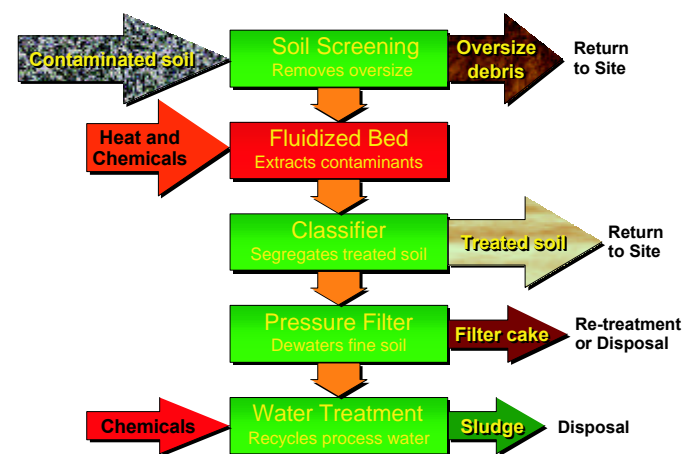 Contaminated soil
Soil Screening
Removes oversize
Oversize
debris
Return
to Site
Heat and
Chemicals
Fluidized Bed
Extracts contaminants
Classifier
Segregates treated soil
Treated soil
Return
to Site
Pressure Filter
Dewaters fine soil
Filter cake
Re-treatment
or Disposal
Chemicals
Water Treatment
Recycles process water
Sludge
Disposal